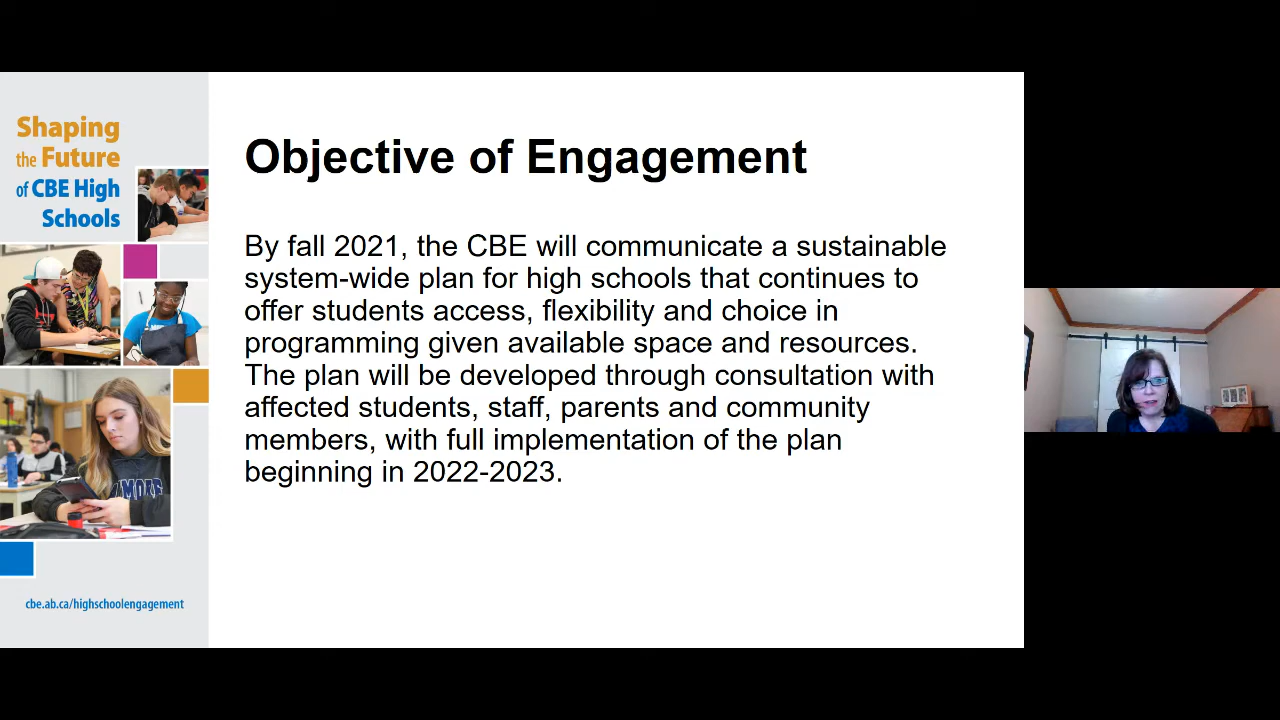 Shaping
the Future
of CBE High
Schools
Objective of Engagement
By fall 2021, the CBE will communicate a sustainable
system-wide plan for high schools that continues to
offer students access, flexibility and choice in
programming given available space and resources.
The plan will be developed through consultation with
affected students, staff, parents and community
members, with full implementation of the plan
beginning in 2022-2023.
cbe.ab.ca/highschoolengagement